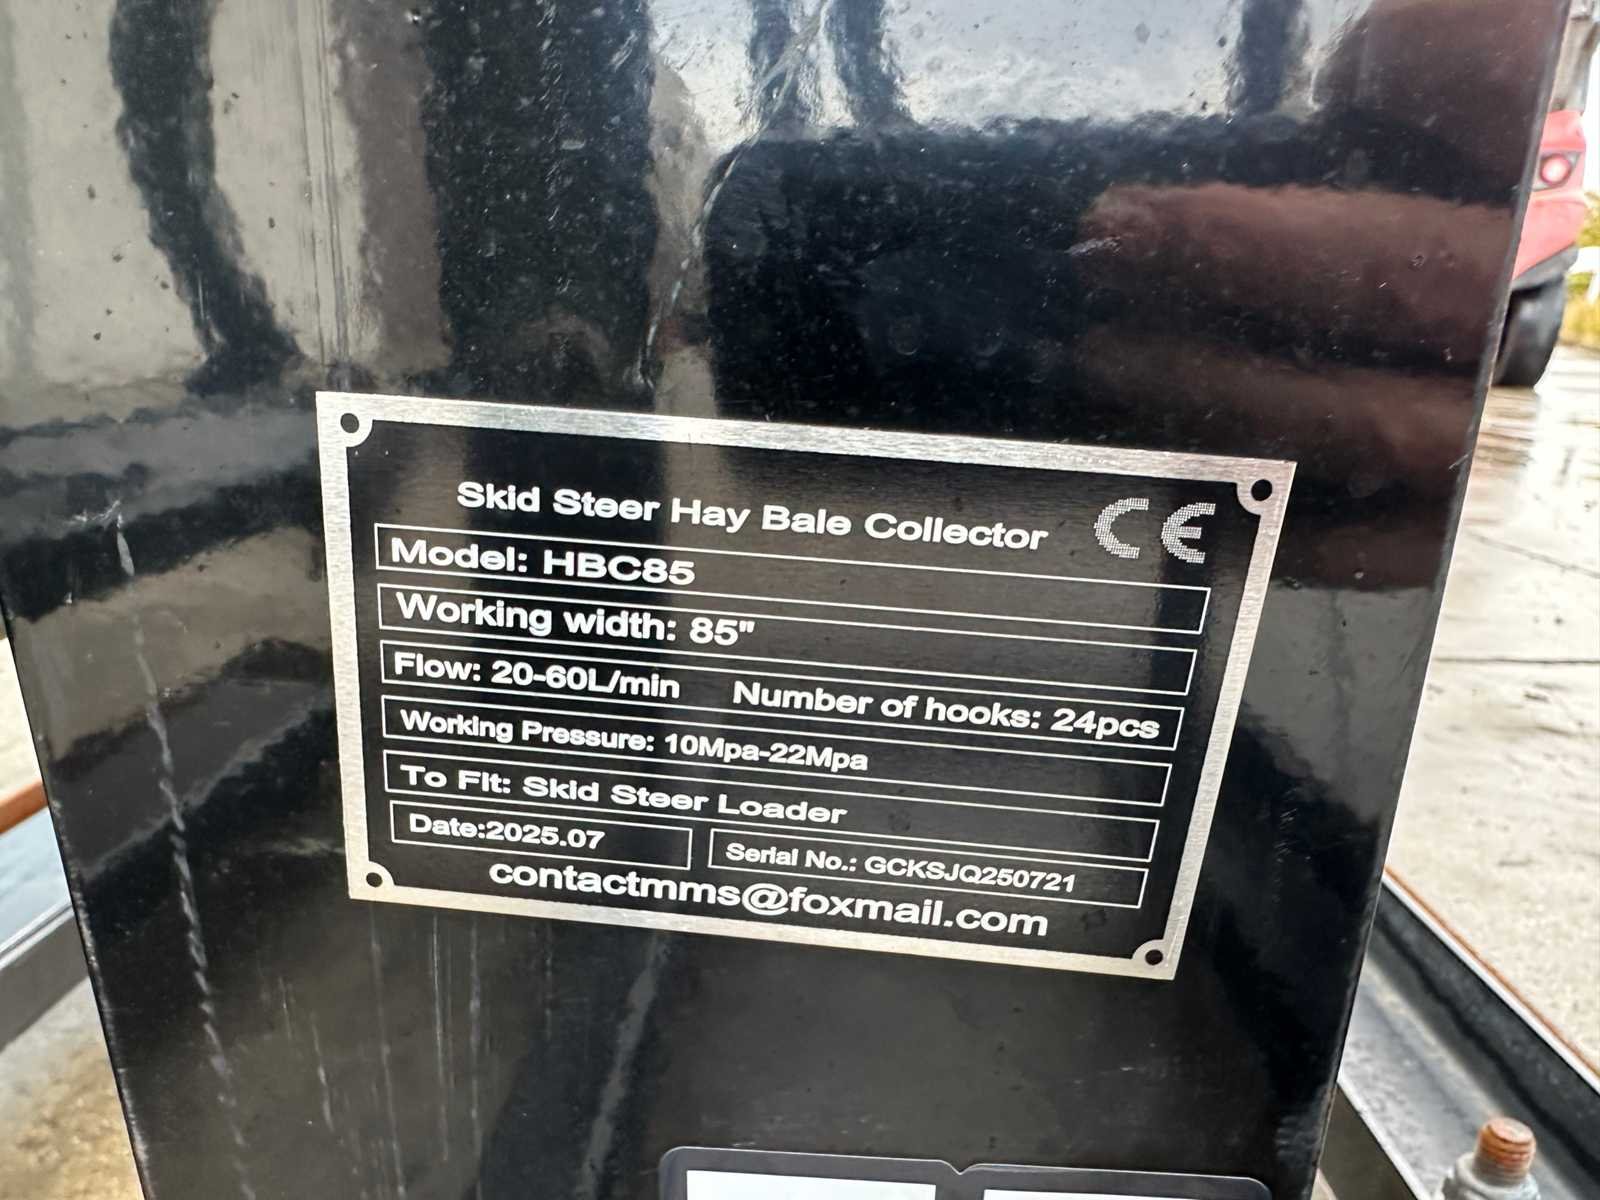 Skid Steer Hay Bale Collector CE
Model: HBC85
Working width: 85"
Flow: 20-60L/min Number of hooks: 24pcs
Working Pressure: 10Mpa-22Mpa
To Fit: Skid Steer Loader
Date:2025.07 Serial No.: GCKSJQ250721
contactmms@foxmail.com